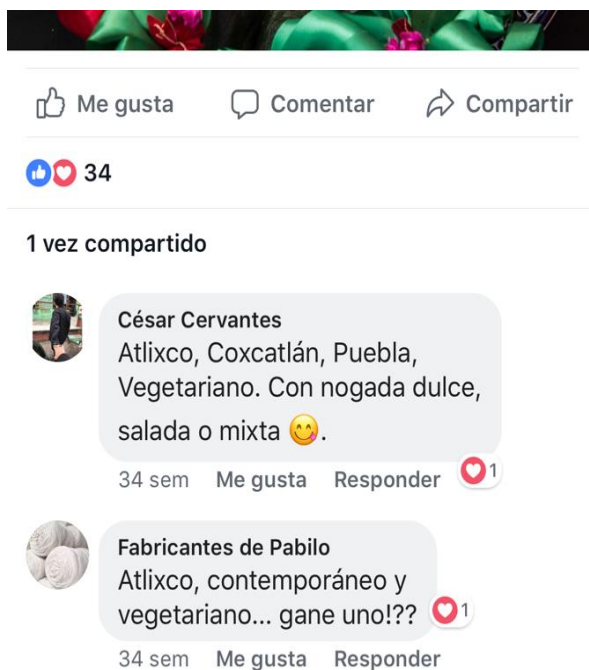 Me gusta Comentar Compartir
34
1 vez compartido
César Cervantes
Atlixco, Coxcatlán, Puebla,
Vegetariano. Con nogada dulce,
salada o mixta 😋.
34 sem Me gusta Responder 1
Fabricantes de Pabilo
Atlixco, contemporáneo y
vegetariano... gane uno!?? 1
34 sem Me gusta Responder